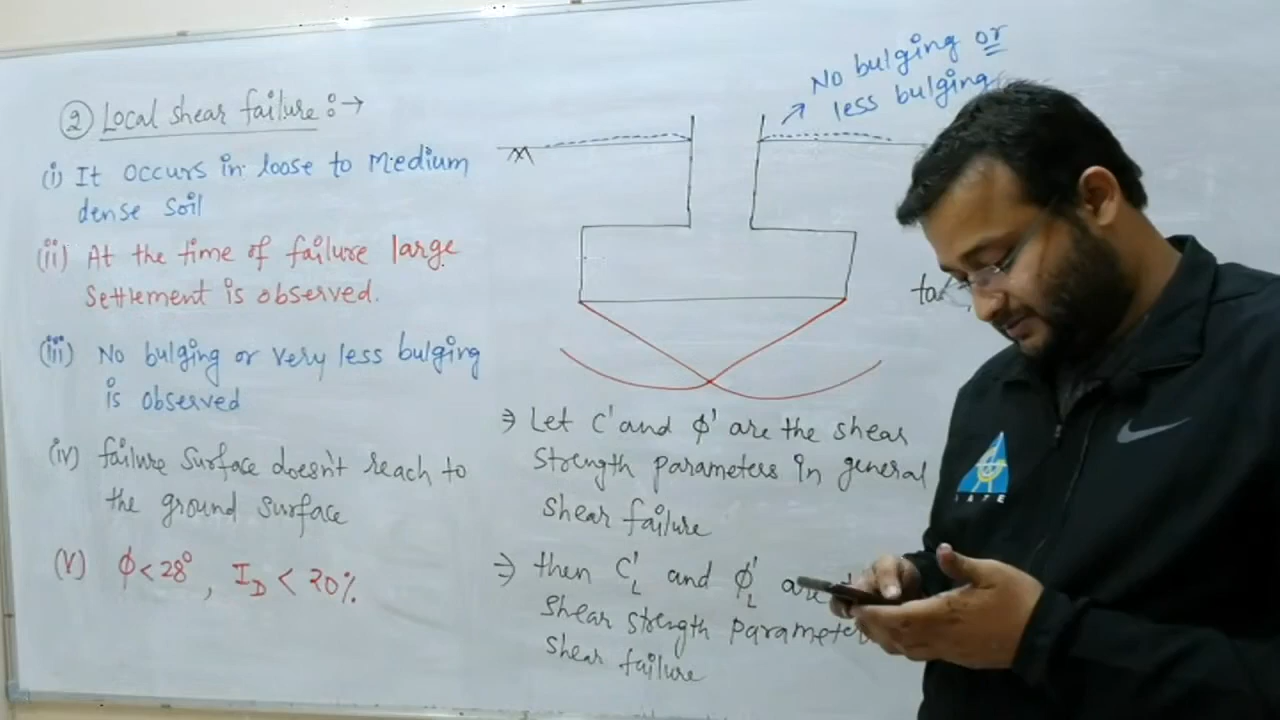 ② Local shear failure :→
(i) It occurs in loose to Medium
dense soil
(ii) At the time of failure large
Settlement is observed.
(iii) No bulging or very less bulging
is observed
(iv) failure surface doesn't reach to
the ground surface
(V) ϕ < 28°, I_D < 20%
No bulging or
less bulging
⇒ Let C' and ϕ' are the shear
strength parameters in general
shear failure
⇒ then C'_L and ϕ'_L are
shear strength parameter
shear failure